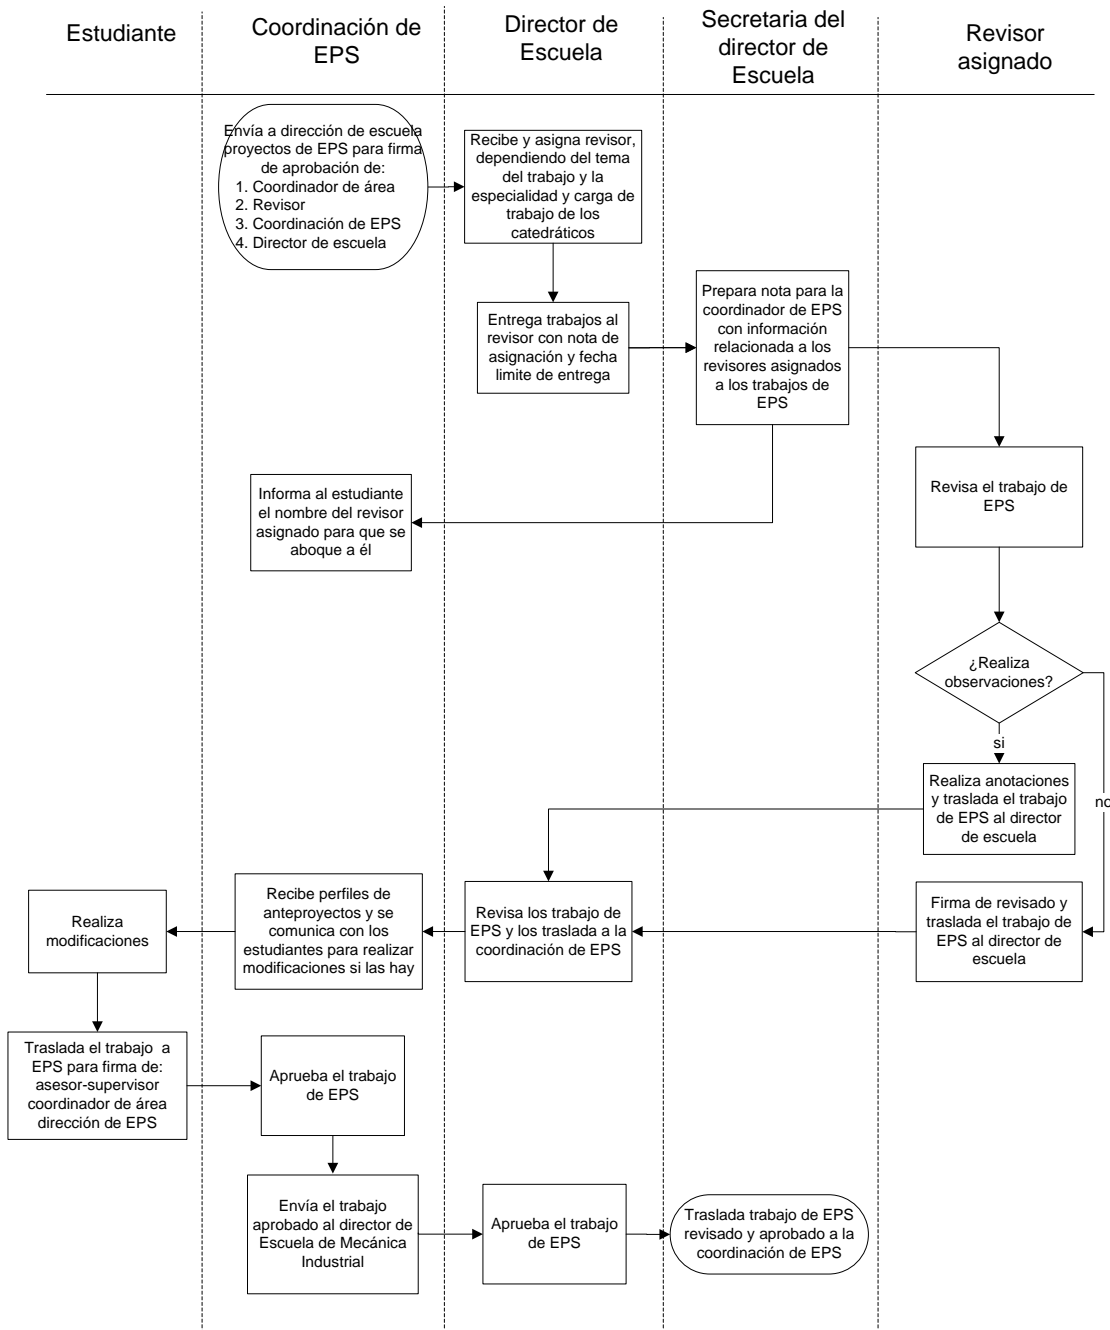 Estudiante
Coordinación de
EPS
Director de
Escuela
Secretaria del
director de
Escuela
Revisor
asignado
Envía a dirección de escuela
proyectos de EPS para firma
de aprobación de:
1. Coordinador de área
2. Revisor
3. Coordinación de EPS
4. Director de escuela
Recibe y asigna revisor,
dependiendo del tema
del trabajo y la
especialidad y carga de
trabajo de los
catedráticos
Entrega trabajos al
revisor con nota de
asignación y fecha
limite de entrega
Prepara nota para la
coordinador de EPS
con información
relacionada a los
revisores asignados
a los trabajos de
EPS
Informa al estudiante
el nombre del revisor
asignado para que se
aboque a él
Revisa el trabajo de
EPS
¿Realiza
observaciones?
si
no
Realiza anotaciones
y traslada el trabajo
de EPS al director
de escuela
Firma de revisado y
traslada el trabajo de
EPS al director de
escuela
Revisa los trabajo de
EPS y los traslada a la
coordinación de EPS
Recibe perfiles de
anteproyectos y se
comunica con los
estudiantes para realizar
modificaciones si las hay
Realiza
modificaciones
Traslada el trabajo a
EPS para firma de:
asesor-supervisor
coordinador de área
dirección de EPS
Aprueba el trabajo
de EPS
Envía el trabajo
aprobado al director de
Escuela de Mecánica
Industrial
Aprueba el trabajo
de EPS
Traslada trabajo de EPS
revisado y aprobado a la
coordinación de EPS